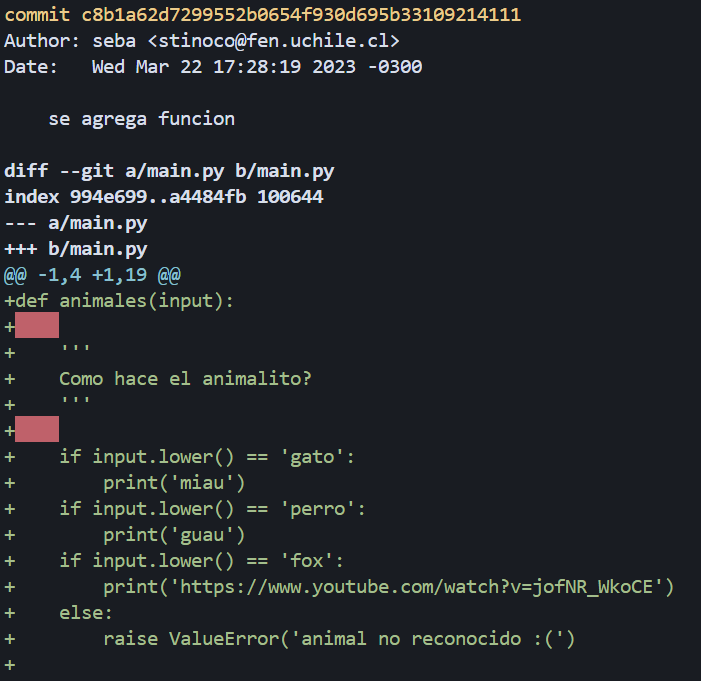 commit c8b1a62d7299552b0654f930d695b33109214111
Author: seba <stinoco@fen.uchile.cl>
Date:   Wed Mar 22 17:28:19 2023 -0300

    se agrega funcion

diff --git a/main.py b/main.py
index 994e699..a4484fb 100644
--- a/main.py
+++ b/main.py
@@ -1,4 +1,19 @@
+def animales(input):
+
+    '''
+    Como hace el animalito?
+    '''
+
+    if input.lower() == 'gato':
+        print('miau')
+    if input.lower() == 'perro':
+        print('guau')
+    if input.lower() == 'fox':
+        print('https://www.youtube.com/watch?v=jofNR_WkoCE')
+    else:
+        raise ValueError('animal no reconocido :(')
+